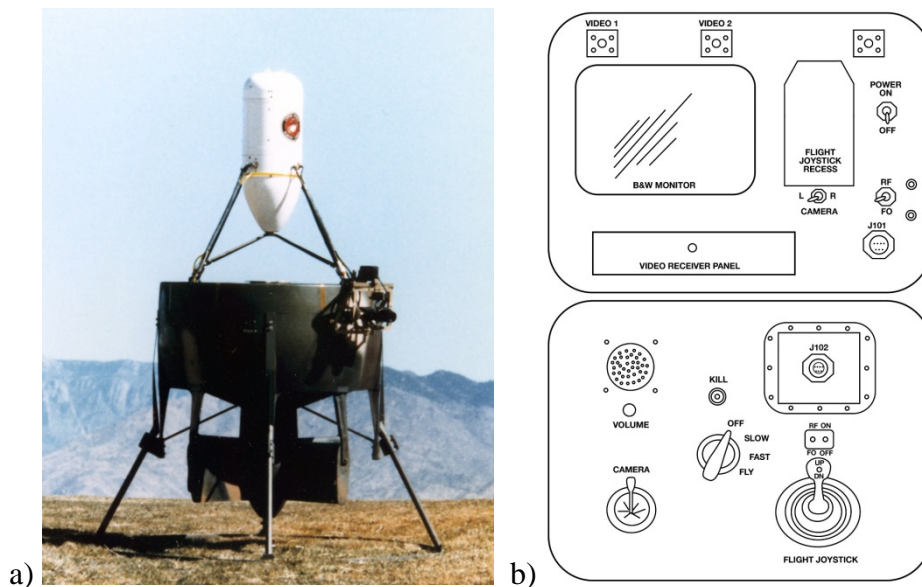 VIDEO 1
VIDEO 2
POWER
ON
OFF
FLIGHT
JOYSTICK
RECESS
B&W MONITOR
L
R
CAMERA
RF
FO
J101
VIDEO RECEIVER PANEL
J102
KILL
VOLUME
OFF
SLOW
FAST
FLY
RF ON
FO OFF
UP
DN
CAMERA
FLIGHT JOYSTICK
a)
b)